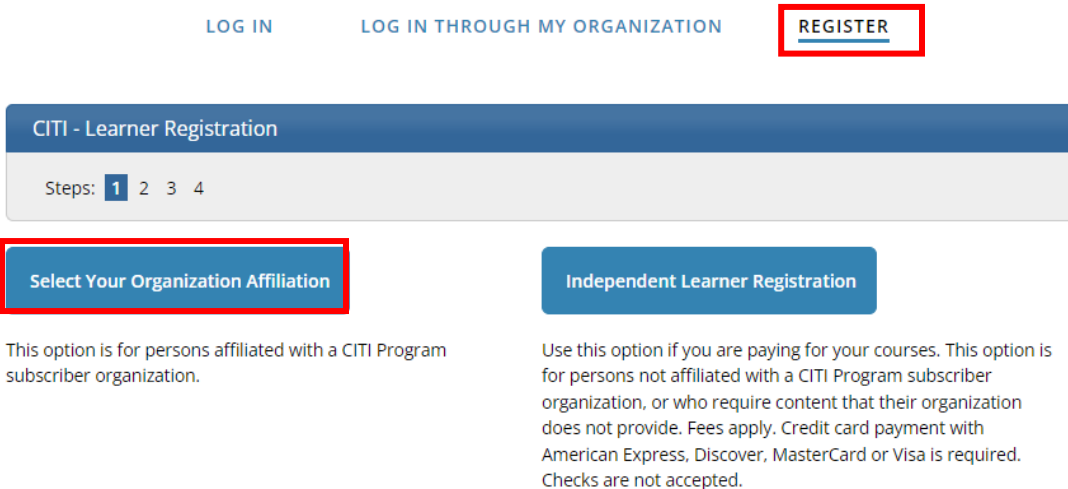 LOG IN LOG IN THROUGH MY ORGANIZATION REGISTER
CITI - Learner Registration
Steps: 1 2 3 4
Select Your Organization Affiliation
This option is for persons affiliated with a CITI Program
subscriber organization.
Independent Learner Registration
Use this option if you are paying for your courses. This option is
for persons not affiliated with a CITI Program subscriber
organization, or who require content that their organization
does not provide. Fees apply. Credit card payment with
American Express, Discover, MasterCard or Visa is required.
Checks are not accepted.